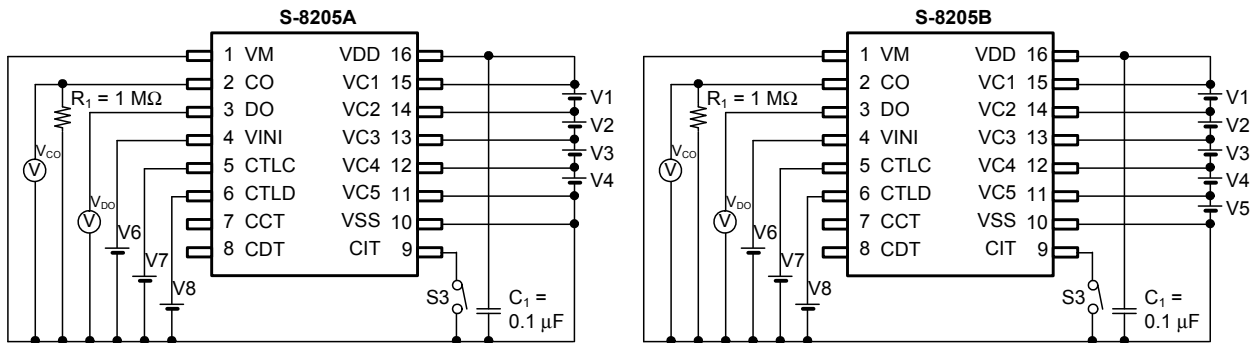 S-8205A
1 VM VDD 16
2 CO VC1 15
3 DO VC2 14
4 VINI VC3 13
5 CTLC VC4 12
6 CTLD VC5 11
7 CCT VSS 10
8 CDT CIT 9
R1 = 1 MΩ
VCO
V
VDO
V
V6
V7
V8
V1
V2
V3
V4
S3
C1 =
0.1 μF
S-8205B
1 VM VDD 16
2 CO VC1 15
3 DO VC2 14
4 VINI VC3 13
5 CTLC VC4 12
6 CTLD VC5 11
7 CCT VSS 10
8 CDT CIT 9
R1 = 1 MΩ
VCO
V
VDO
V
V6
V7
V8
V1
V2
V3
V4
V5
S3
C1 =
0.1 μF